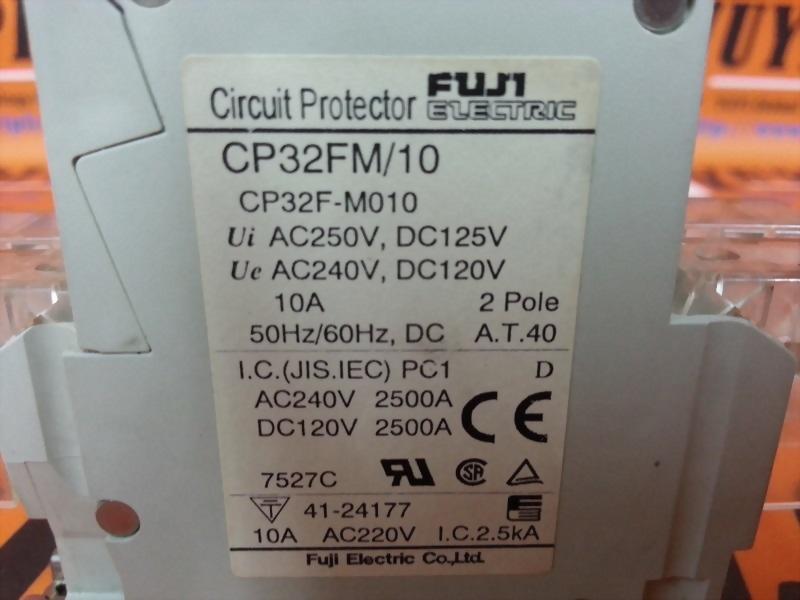 Circuit Protector FUJI ELECTRIC
CP32FM/10
CP32F-M010
Ui AC250V, DC125V
Ue AC240V, DC120V
10A 2 Pole
50Hz/60Hz, DC A.T.40
I.C.(JIS.IEC) PC1 D
AC240V 2500A
DC120V 2500A CE
7527C
41-24177
10A AC220V I.C.2.5kA
Fuji Electric Co.,Ltd.